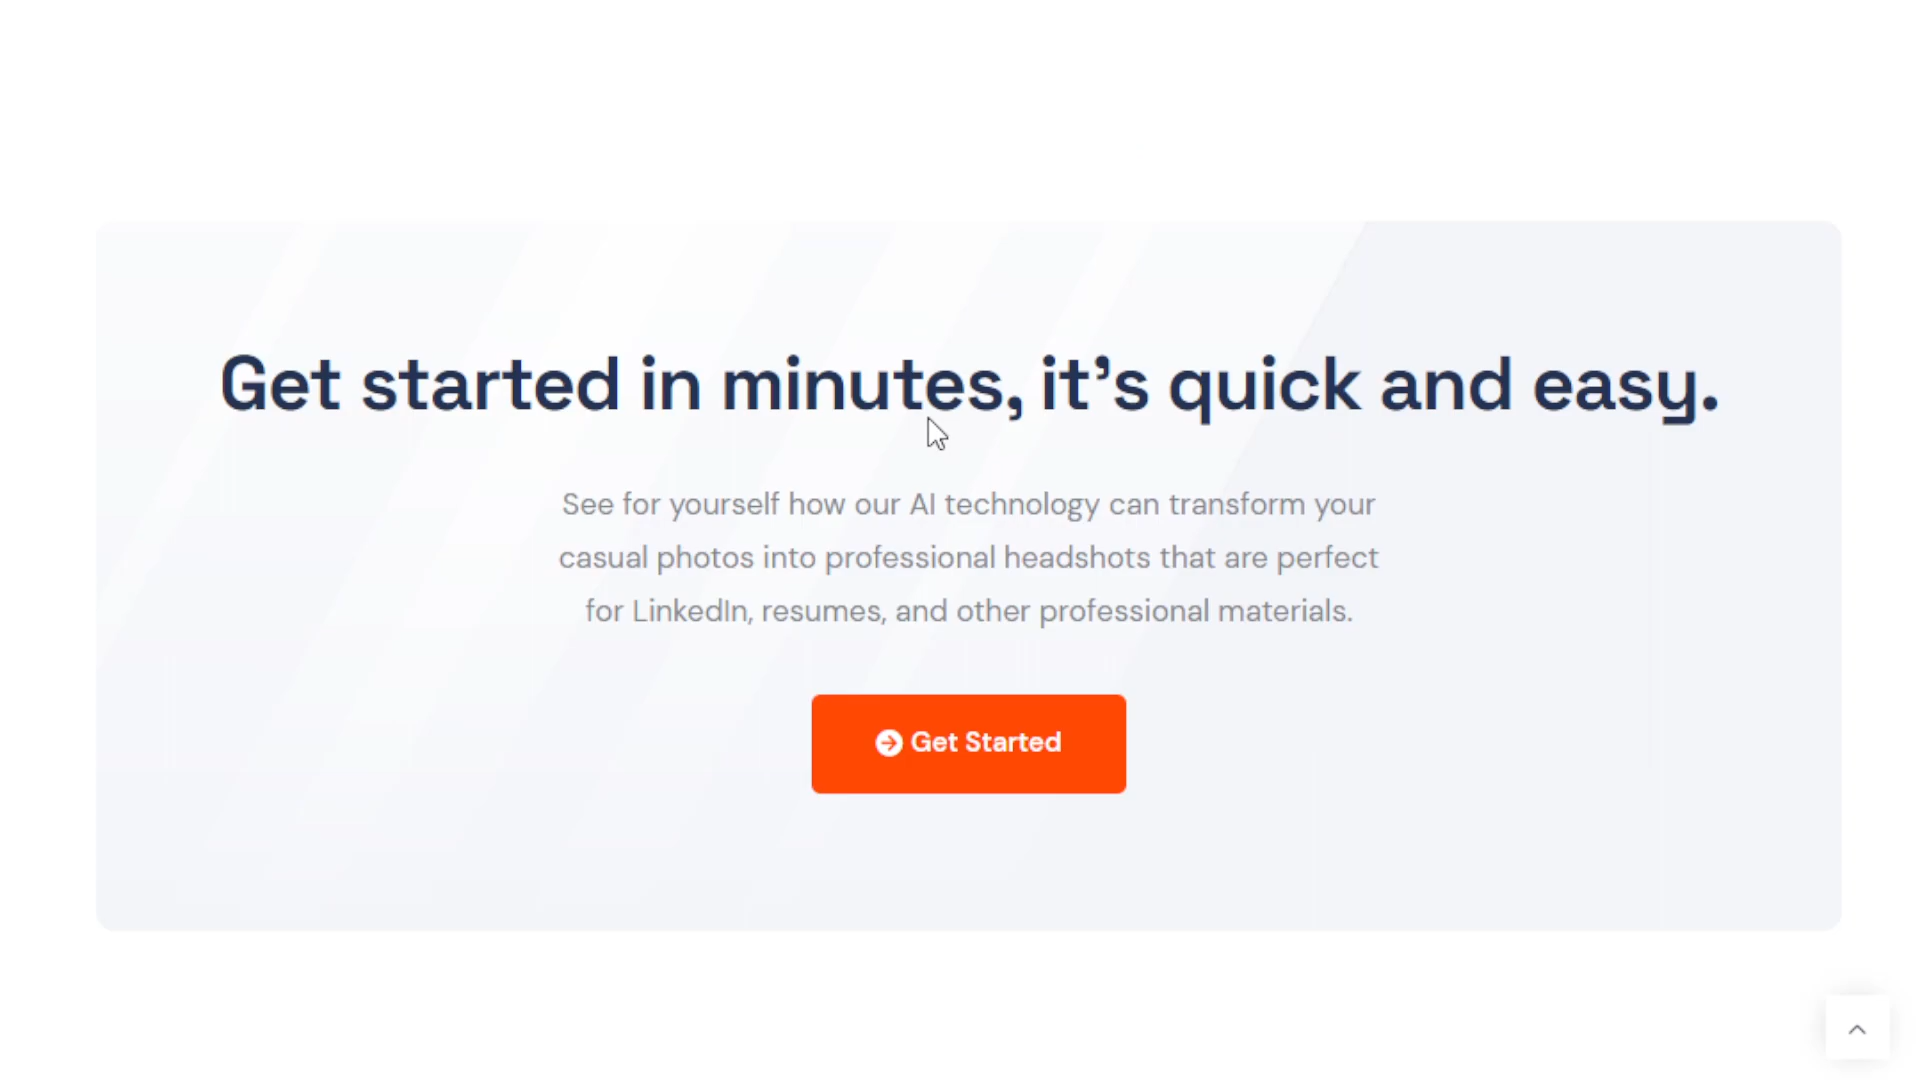 Get started in minutes, it’s quick and easy.
See for yourself how our AI technology can transform your
casual photos into professional headshots that are perfect
for LinkedIn, resumes, and other professional materials.
Get Started